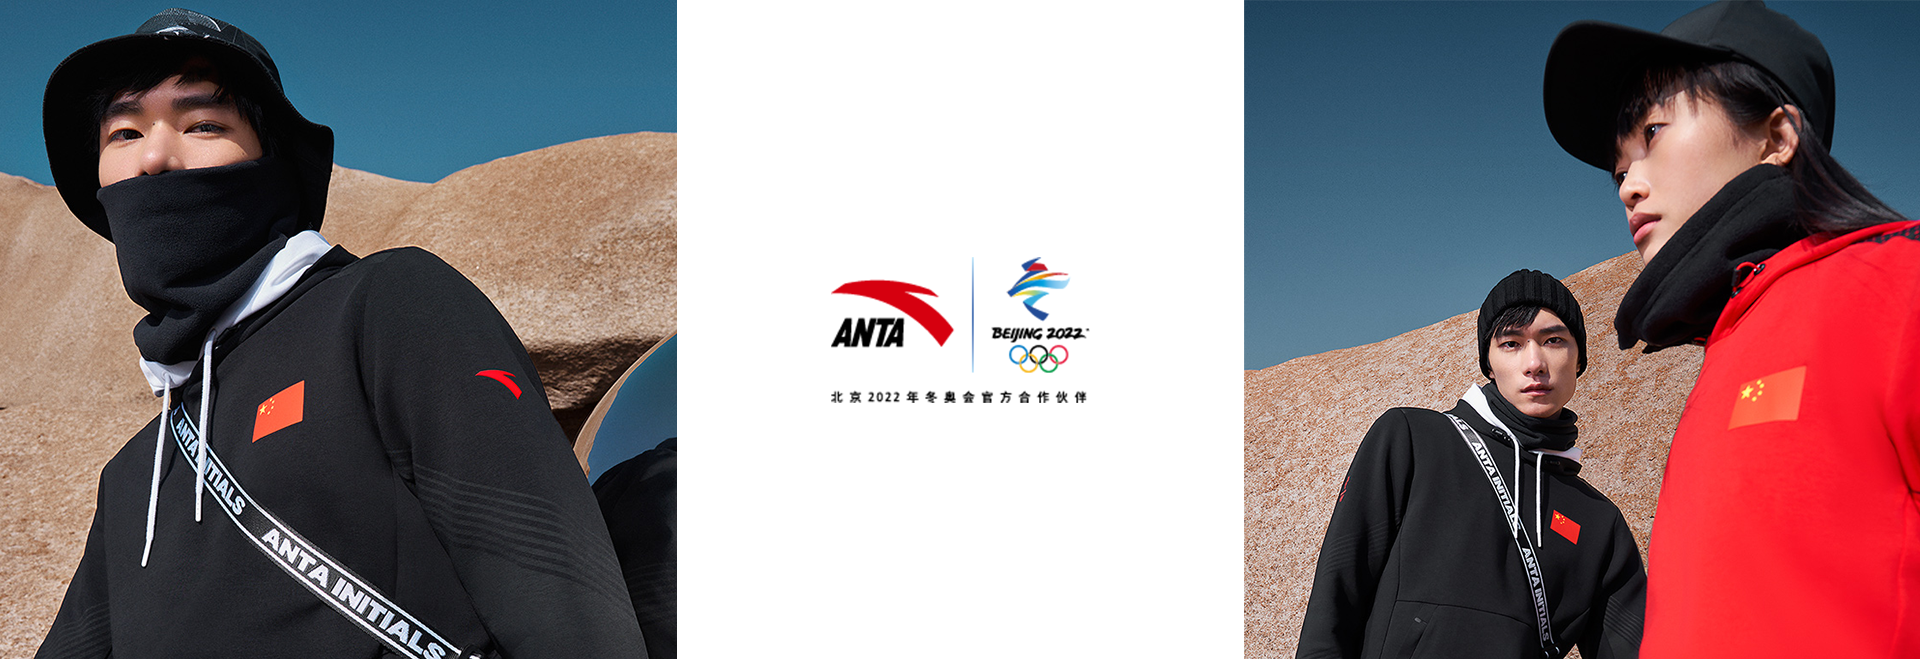 ANTA INITIALS
ANTA INITIALS
ANTA
BEIJING 2022
北京2022年冬奥会官方合作伙伴
ALS
ANTA INITIALS
ANTA INITIALS